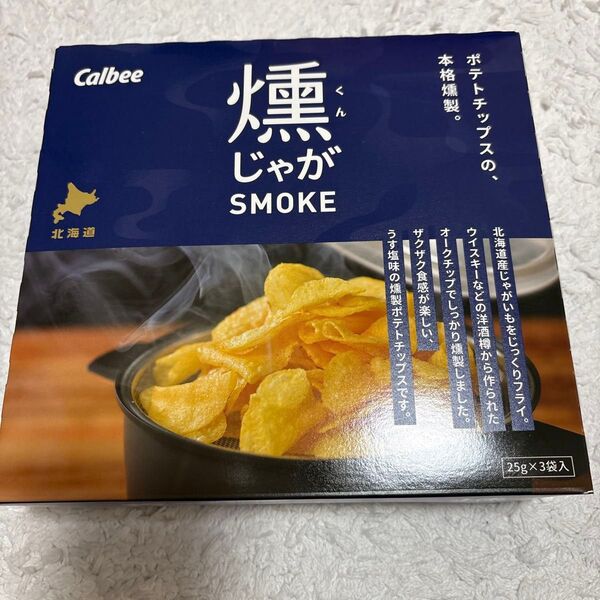 Calbee
燻
くん
じゃが
SMOKE
ポテトチップスの、
本格燻製。
北海道
北海道産じゃがいもをじっくりフライ。
ウイスキーなどの洋酒樽から作られた
オークチップでしっかり燻製しました。
ザクザク食感が楽しい、
うす塩味の燻製ポテトチップスです。
25g×3袋入